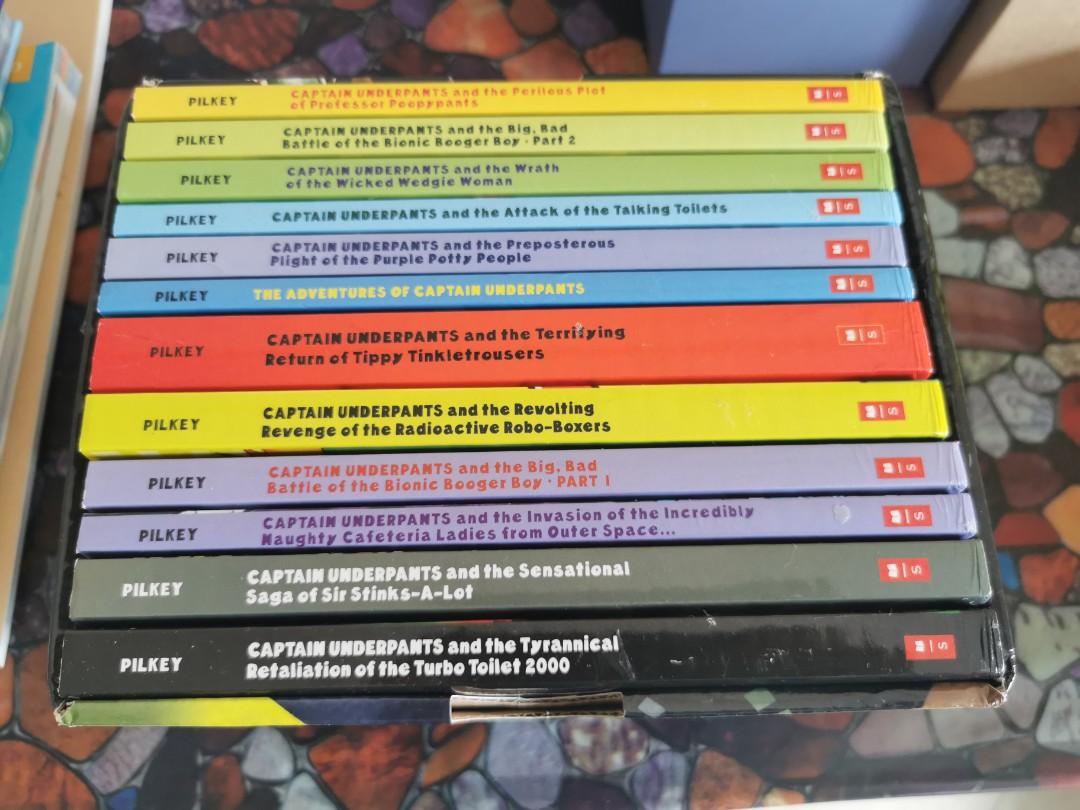 PILKEY
CAPTAIN UNDERPANTS and the Perilous Plot
of Professor Poopypants
PILKEY
CAPTAIN UNDERPANTS and the Big, Bad
Battle of the Bionic Booger Boy · Part 2
PILKEY
CAPTAIN UNDERPANTS and the Wrath
of the Wicked Wedgie Woman
PILKEY
CAPTAIN UNDERPANTS and the Attack of the Talking Toilets
PILKEY
CAPTAIN UNDERPANTS and the Preposterous
Plight of the Purple Potty People
PILKEY
THE ADVENTURES OF CAPTAIN UNDERPANTS
PILKEY
CAPTAIN UNDERPANTS and the Terrifying
Return of Tippy Tinkletrousers
PILKEY
CAPTAIN UNDERPANTS and the Revolting
Revenge of the Radioactive Robo-Boxers
PILKEY
CAPTAIN UNDERPANTS and the Big, Bad
Battle of the Bionic Booger Boy · PART 1
PILKEY
CAPTAIN UNDERPANTS and the Invasion of the Incredibly
Naughty Cafeteria Ladies from Outer Space...
PILKEY
CAPTAIN UNDERPANTS and the Sensational
Saga of Sir Stinks-A-Lot
PILKEY
CAPTAIN UNDERPANTS and the Tyrannical
Retaliation of the Turbo Toilet 2000